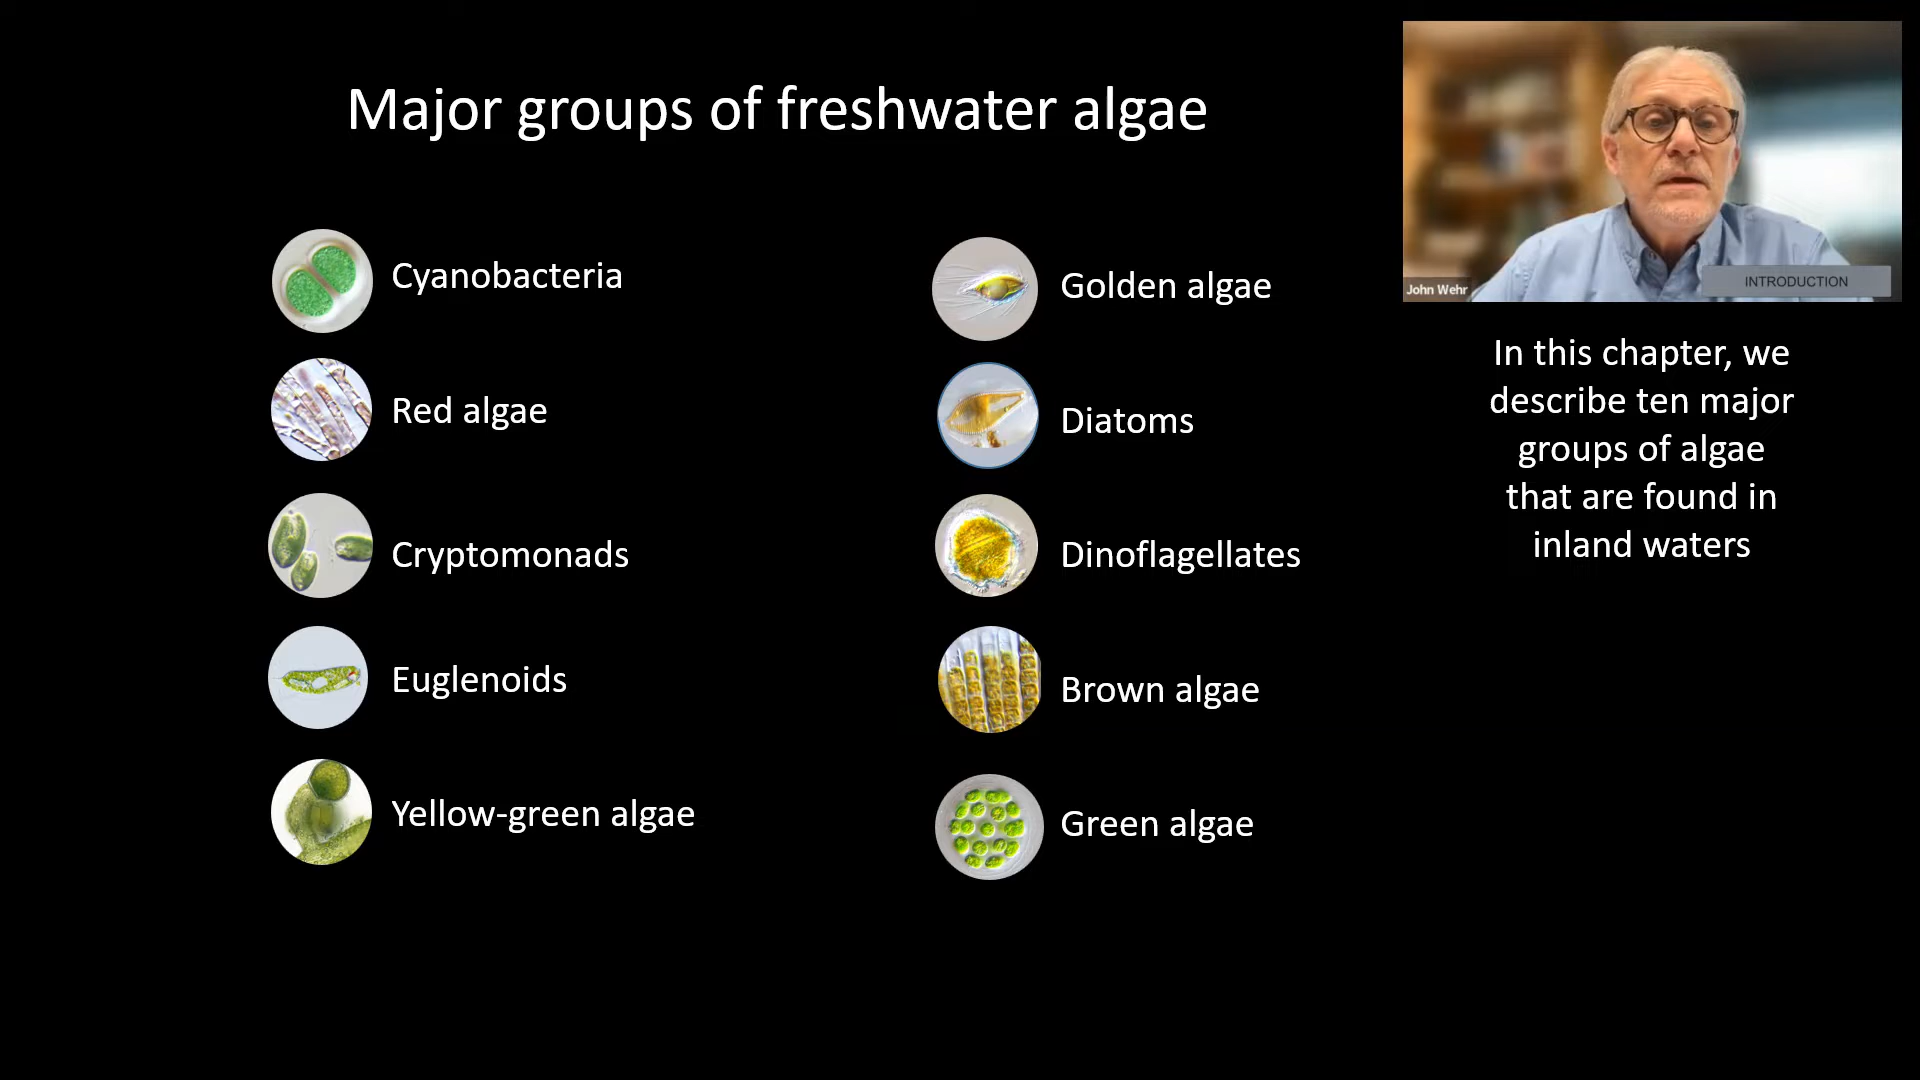 Major groups of freshwater algae
Cyanobacteria
Red algae
Cryptomonads
Euglenoids
Yellow-green algae
Golden algae
Diatoms
Dinoflagellates
Brown algae
Green algae
John Wehr
INTRODUCTION
In this chapter, we
describe ten major
groups of algae
that are found in
inland waters